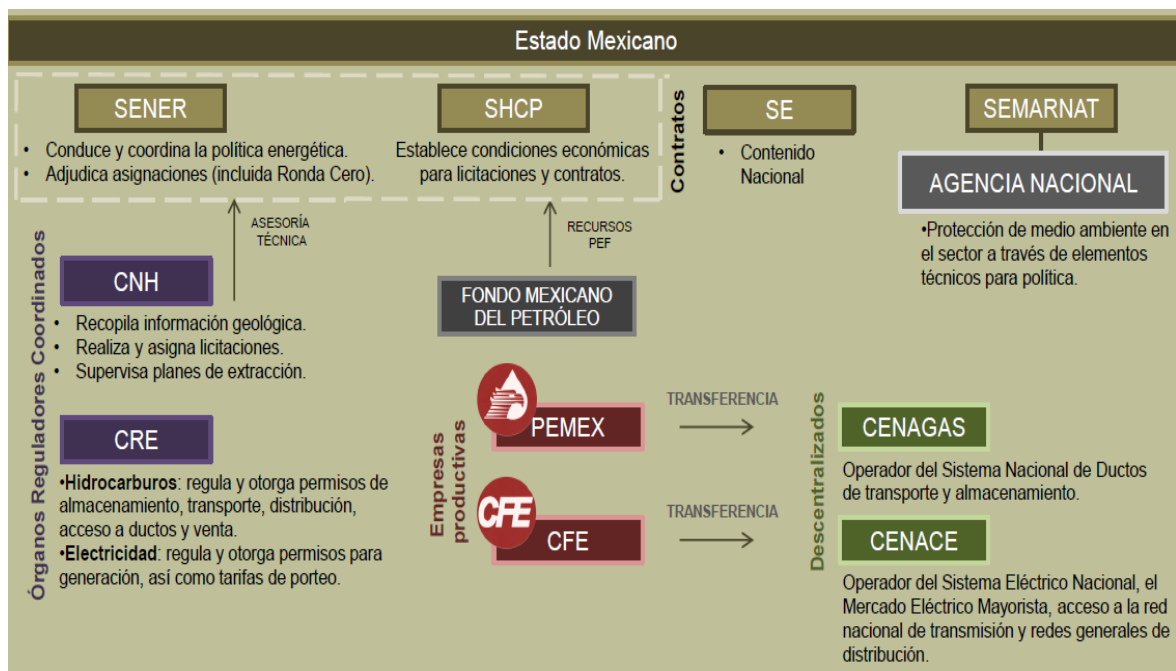 Estado Mexicano
SENER
• Conduce y coordina la política energética.
• Adjudica asignaciones (incluida Ronda Cero).
SHCP
Establece condiciones económicas
para licitaciones y contratos.
Contratos
SE
• Contenido
Nacional
SEMARNAT
AGENCIA NACIONAL
•Protección de medio ambiente en
el sector a través de elementos
técnicos para política.
ASESORÍA
TÉCNICA
RECURSOS
PEF
Órganos Reguladores Coordinados
CNH
• Recopila información geológica.
• Realiza y asigna licitaciones.
• Supervisa planes de extracción.
FONDO MEXICANO
DEL PETRÓLEO
CRE
•Hidrocarburos: regula y otorga permisos de
almacenamiento, transporte, distribución,
acceso a ductos y venta.
•Electricidad: regula y otorga permisos para
generación, así como tarifas de porteo.
Empresas
productivas
PEMEX
TRANSFERENCIA
CFE
CFE
TRANSFERENCIA
Descentralizados
CENAGAS
Operador del Sistema Nacional de Ductos
de transporte y almacenamiento.
CENACE
Operador del Sistema Eléctrico Nacional, el
Mercado Eléctrico Mayorista, acceso a la red
nacional de transmisión y redes generales de
distribución.